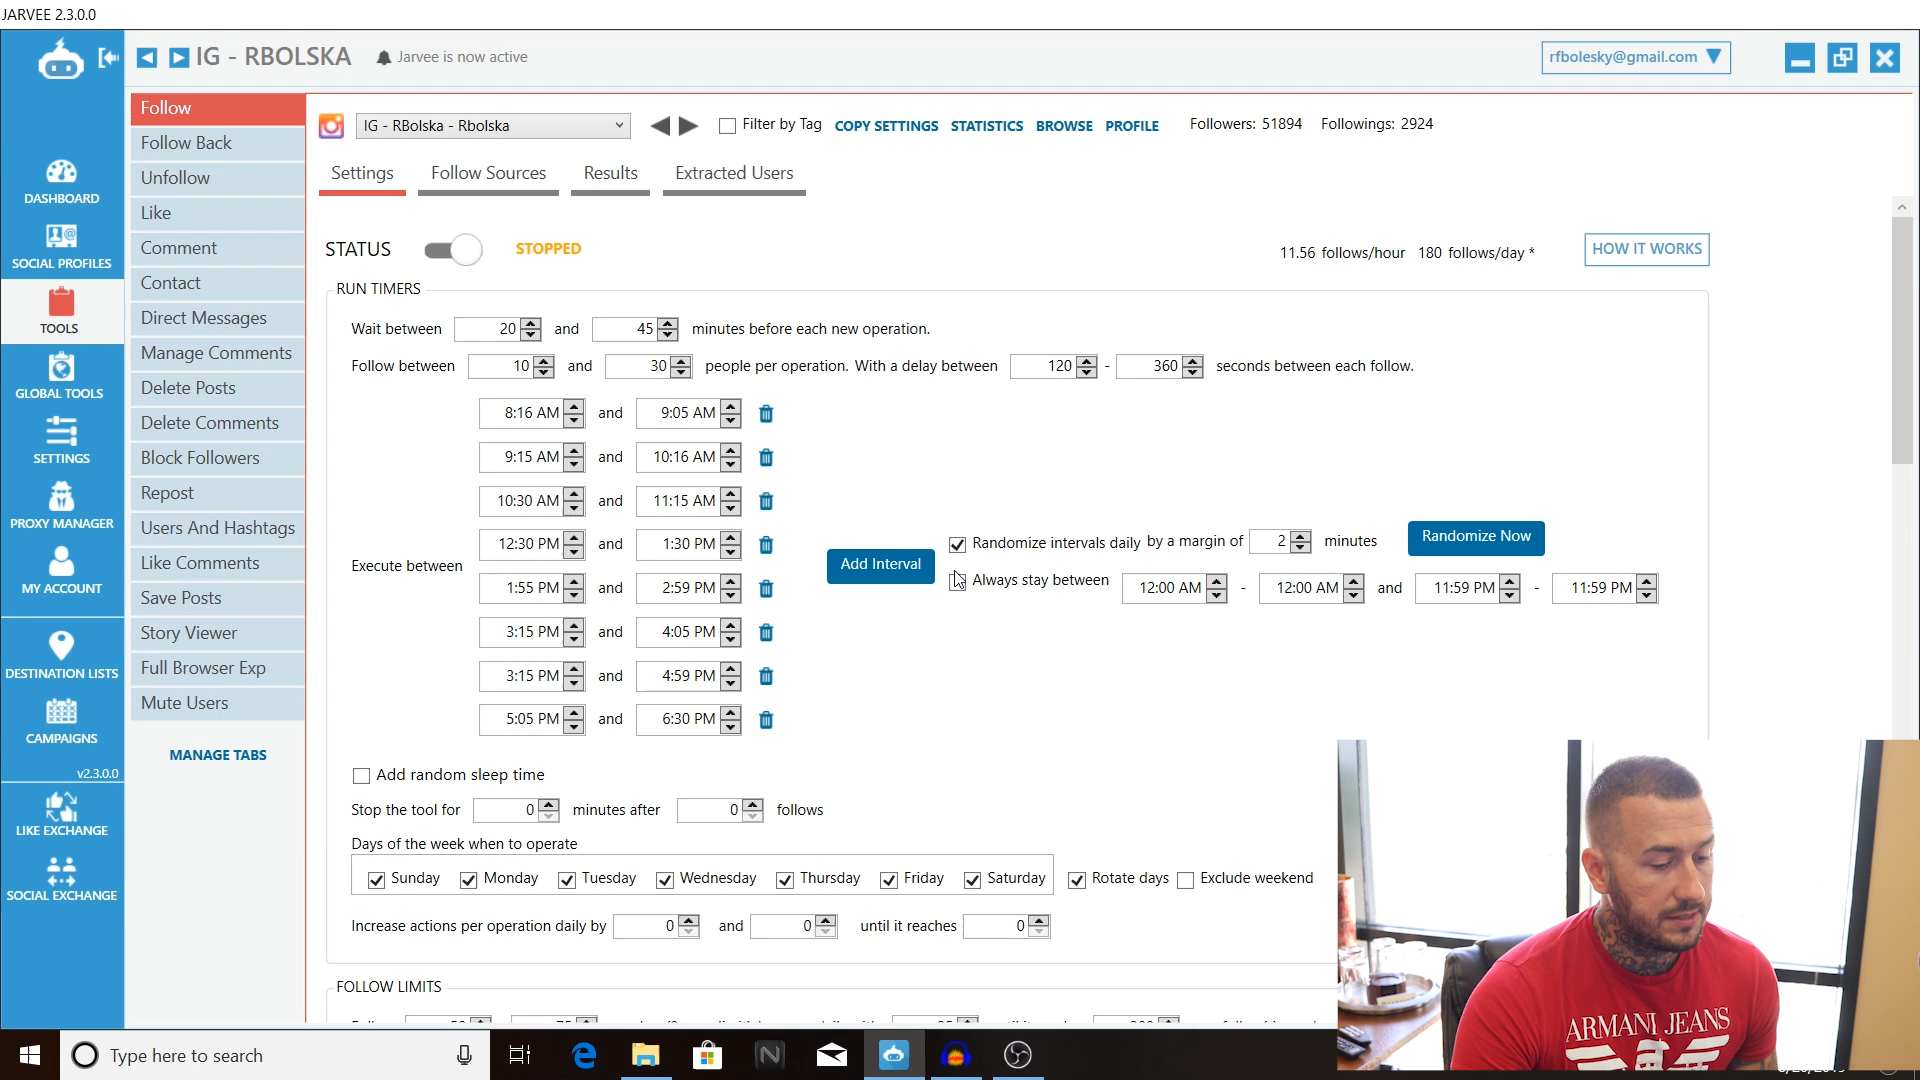 JARVEE 2.3.0.0
IG - RBOLSKA
Jarvee is now active
rfbolesky@gmail.com
DASHBOARD
SOCIAL PROFILES
TOOLS
GLOBAL TOOLS
SETTINGS
PROXY MANAGER
MY ACCOUNT
DESTINATION LISTS
CAMPAIGNS
v2.3.0.0
LIKE EXCHANGE
SOCIAL EXCHANGE
Follow
Follow Back
Unfollow
Like
Comment
Contact
Direct Messages
Manage Comments
Delete Posts
Delete Comments
Block Followers
Repost
Users And Hashtags
Like Comments
Save Posts
Story Viewer
Full Browser Exp
Mute Users
MANAGE TABS
IG - RBolska - Rbolska
Filter by Tag COPY SETTINGS STATISTICS BROWSE PROFILE Followers: 51894 Followings: 2924
Settings Follow Sources Results Extracted Users
STATUS STOPPED 11.56 follows/hour 180 follows/day * HOW IT WORKS
RUN TIMERS
Wait between 20 and 45 minutes before each new operation.
Follow between 10 and 30 people per operation. With a delay between 120 - 360 seconds between each follow.
8:16 AM and 9:05 AM
9:15 AM and 10:16 AM
10:30 AM and 11:15 AM
12:30 PM and 1:30 PM
Execute between
1:55 PM and 2:59 PM
3:15 PM and 4:05 PM
3:15 PM and 4:59 PM
5:05 PM and 6:30 PM
Add Interval
Randomize intervals daily by a margin of 2 minutes Randomize Now
Always stay between 12:00 AM - 12:00 AM and 11:59 PM - 11:59 PM
Add random sleep time
Stop the tool for 0 minutes after 0 follows
Days of the week when to operate
Sunday Monday Tuesday Wednesday Thursday Friday Saturday Rotate days Exclude weekend
Increase actions per operation daily by 0 and 0 until it reaches 0
FOLLOW LIMITS
ARMANI JEANS
Type here to search